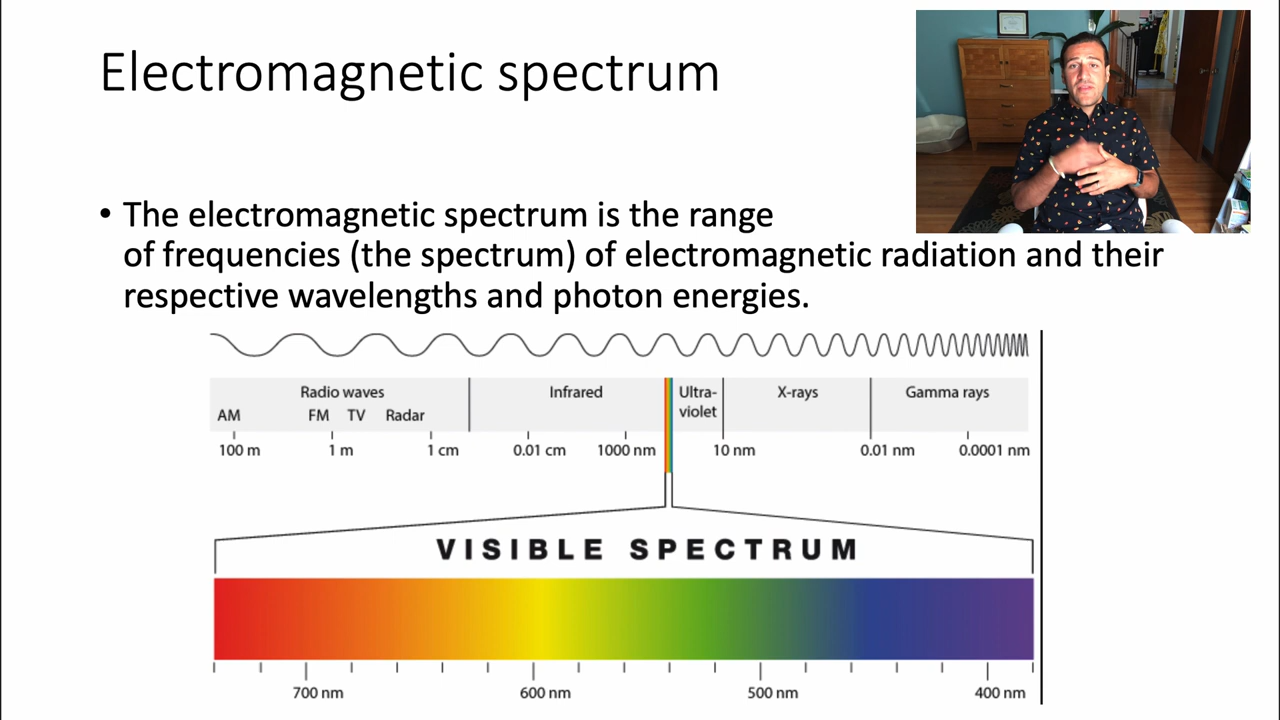 Electromagnetic spectrum
• The electromagnetic spectrum is the range
of frequencies (the spectrum) of electromagnetic radiation and their
respective wavelengths and photon energies.
Radio waves Infrared Ultra- X-rays Gamma rays
violet
AM FM TV Radar
100 m 1 m 1 cm 0.01 cm 1000 nm 10 nm 0.01 nm 0.0001 nm
VISIBLE SPECTRUM
700 nm 600 nm 500 nm 400 nm